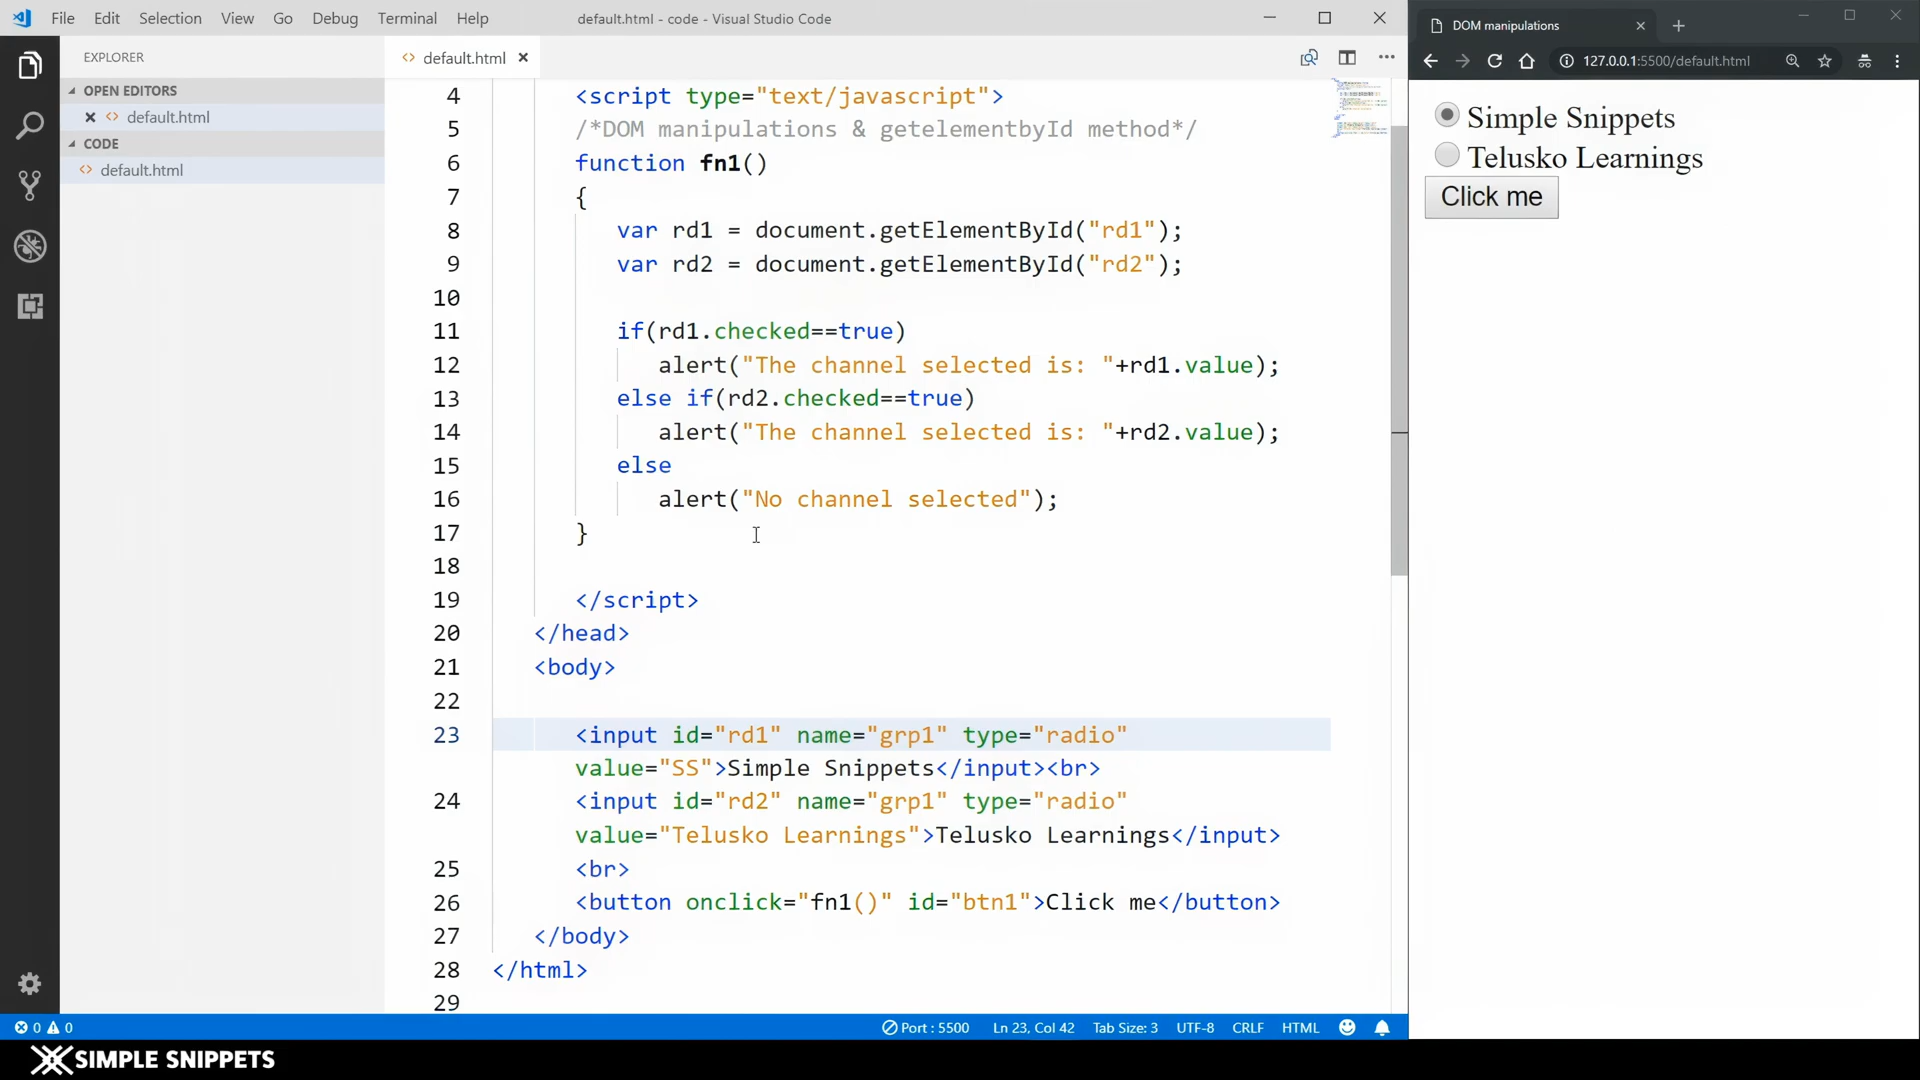 File Edit Selection View Go Debug Terminal Help
default.html - code - Visual Studio Code
EXPLORER
OPEN EDITORS
default.html
CODE
default.html
default.html
4 <script type="text/javascript">
5 /*DOM manipulations & getelementbyId method*/
6 function fn1()
7 {
8 var rd1 = document.getElementById("rd1");
9 var rd2 = document.getElementById("rd2");
10
11 if(rd1.checked==true)
12 alert("The channel selected is: "+rd1.value);
13 else if(rd2.checked==true)
14 alert("The channel selected is: "+rd2.value);
15 else
16 alert("No channel selected");
17 }
18
19 </script>
20 </head>
21 <body>
22
23 <input id="rd1" name="grp1" type="radio"
value="SS">Simple Snippets</input><br>
24 <input id="rd2" name="grp1" type="radio"
value="Telusko Learnings">Telusko Learnings</input>
25 <br>
26 <button onclick="fn1()" id="btn1">Click me</button>
27 </body>
28 </html>
29
0 0 Port : 5500 Ln 23, Col 42 Tab Size: 3 UTF-8 CRLF HTML
DOM manipulations
127.0.0.1:5500/default.html
Simple Snippets
Telusko Learnings
Click me
SIMPLE SNIPPETS